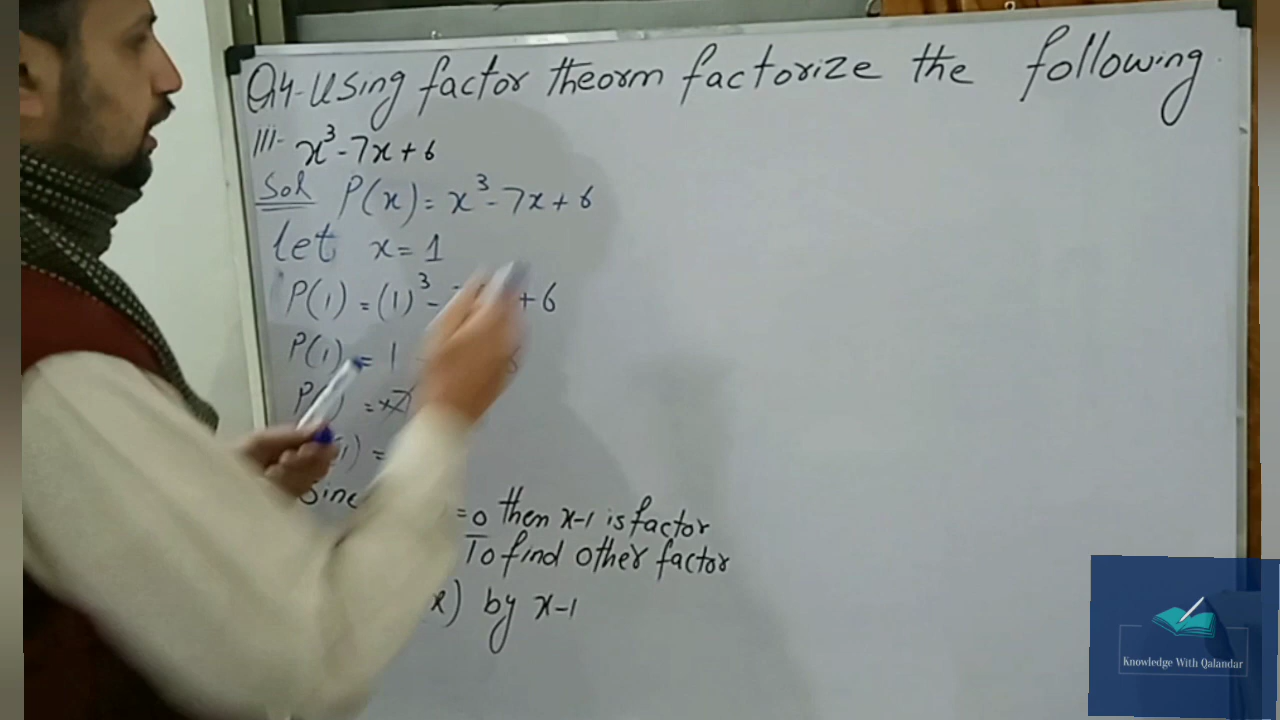 Q4-Using factor theorm factorize the following
III- x³-7x+6
Sol P(x)= x³-7x+6
let x=1
P(1)=(1)³- +6
P(1)=1
=+7
=
=0 then x-1 is factor
To find other factor
x) by x-1
Knowledge With Qalandar